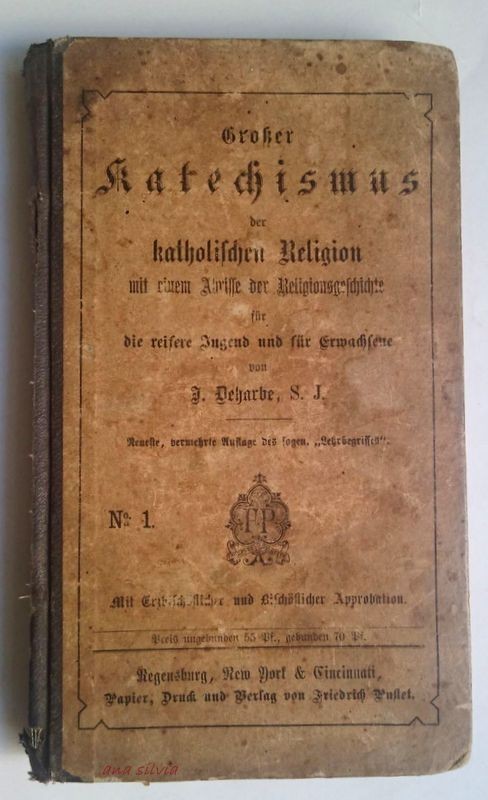 Großer
Katechismus
der
katholischen Religion
mit einem Abrisse der Religionsgeschichte
für
die reifere Jugend und für Erwachsene
von
J. Deharbe, S. J.
Neueste, vermehrte Auflage des sogen. „Lehrbegriffes“.
No. 1.
FP
Mit Erzbischöflicher und Bischöflicher Approbation.
Preis ungebunden 55 Pf., gebunden 70 Pf.
Regensburg, New York & Cincinnati,
Papier, Druck und Verlag von Friedrich Pustet.
ana silvia